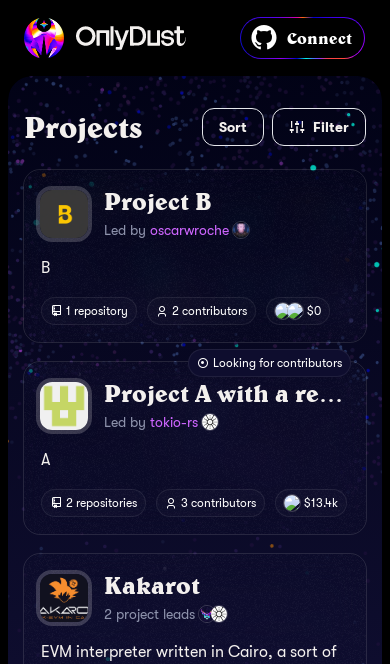 OnlyDust
Connect
Projects
Sort
Filter
B
Project B
Led by oscarwroche
B
1 repository
2 contributors
$0
Looking for contributors
Project A with a re...
Led by tokio-rs
A
2 repositories
3 contributors
$13.4k
Kakarot
2 project leads
EVM interpreter written in Cairo, a sort of